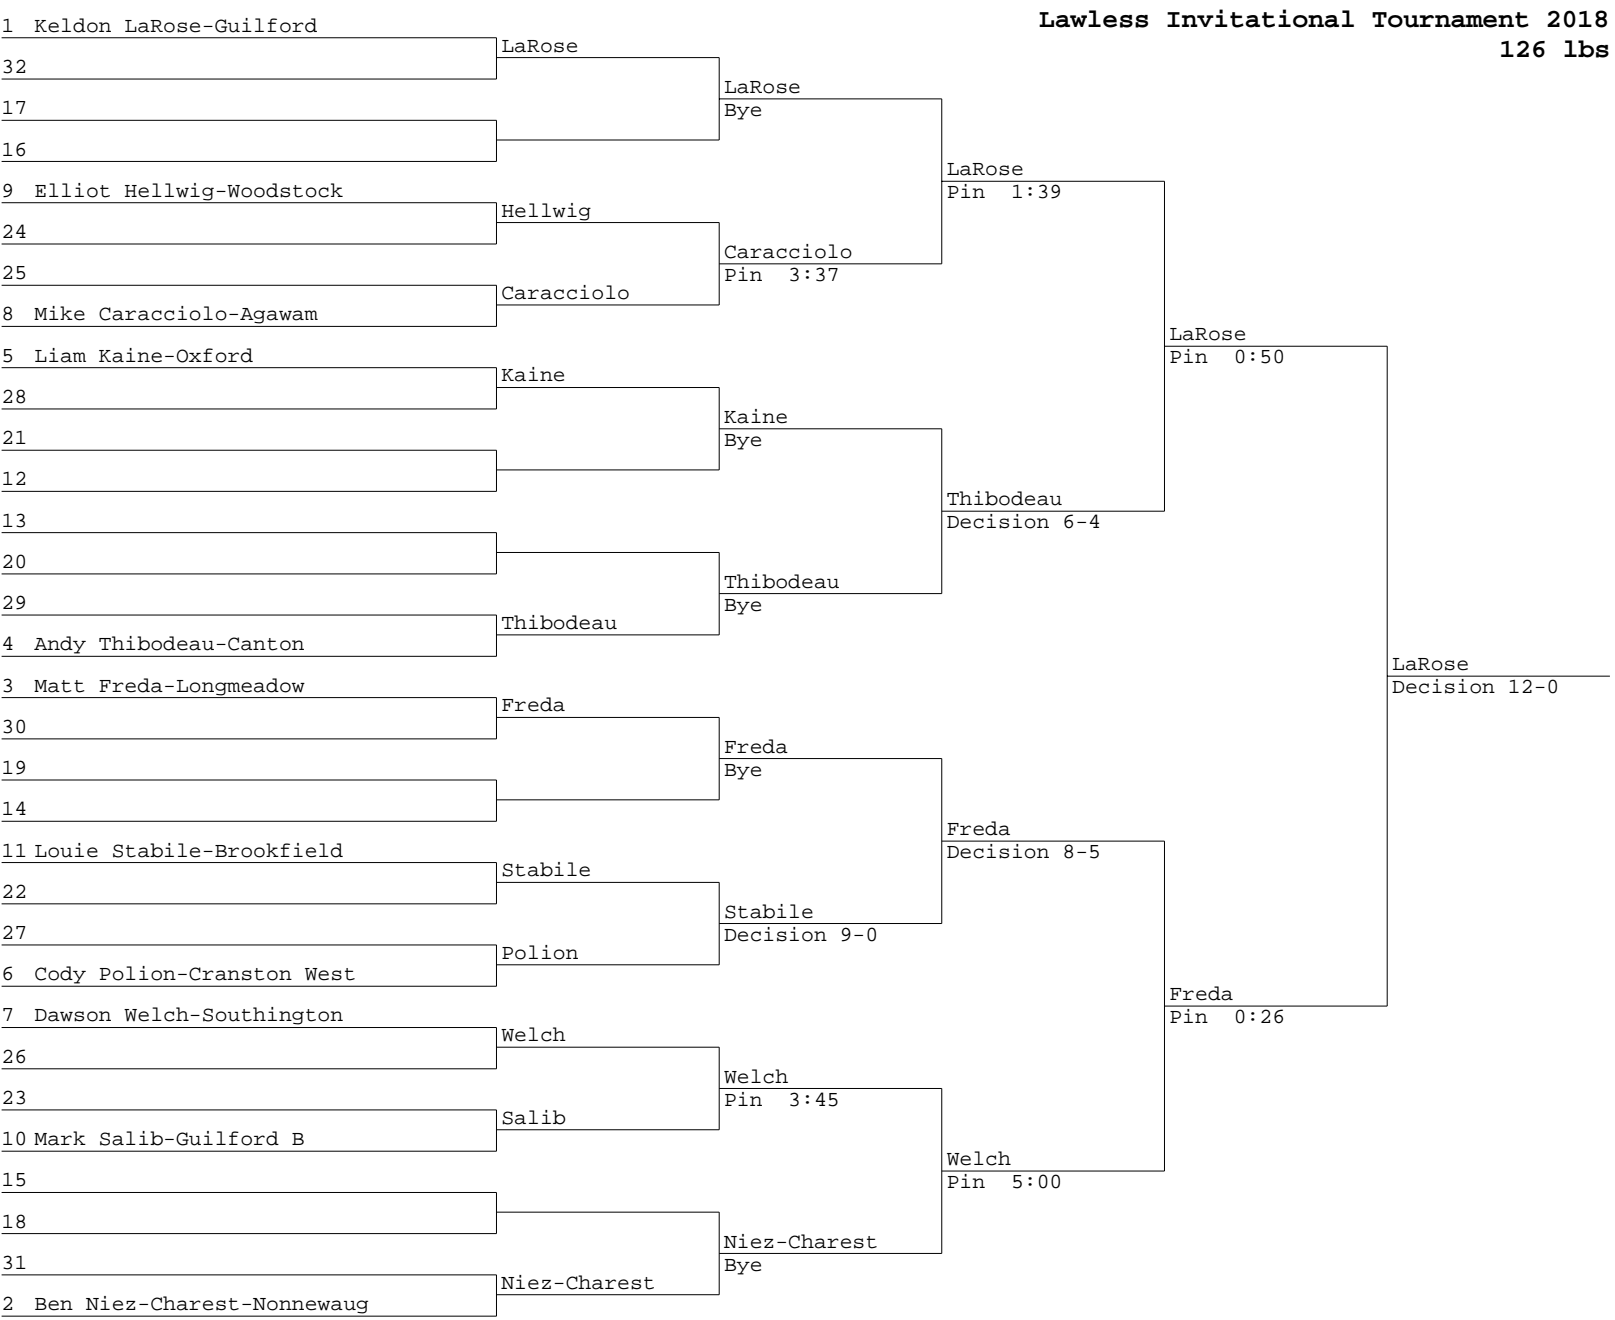 Lawless Invitational Tournament 2018
126 lbs
1 Keldon LaRose-Guilford
32
17
16
9 Elliot Hellwig-Woodstock
24
25
8 Mike Caracciolo-Agawam
5 Liam Kaine-Oxford
28
21
12
13
20
29
4 Andy Thibodeau-Canton
3 Matt Freda-Longmeadow
30
19
14
11 Louie Stabile-Brookfield
22
27
6 Cody Polion-Cranston West
7 Dawson Welch-Southington
26
23
10 Mark Salib-Guilford B
15
18
31
2 Ben Niez-Charest-Nonnewaug
LaRose
Hellwig
Caracciolo
Kaine
Thibodeau
Freda
Stabile
Polion
Welch
Salib
Niez-Charest
LaRose
Bye
Caracciolo
Pin 3:37
Kaine
Bye
Thibodeau
Bye
Freda
Bye
Stabile
Decision 9-0
Welch
Pin 3:45
Niez-Charest
Bye
LaRose
Pin 1:39
Thibodeau
Decision 6-4
Freda
Decision 8-5
Welch
Pin 5:00
LaRose
Pin 0:50
Freda
Pin 0:26
LaRose
Decision 12-0